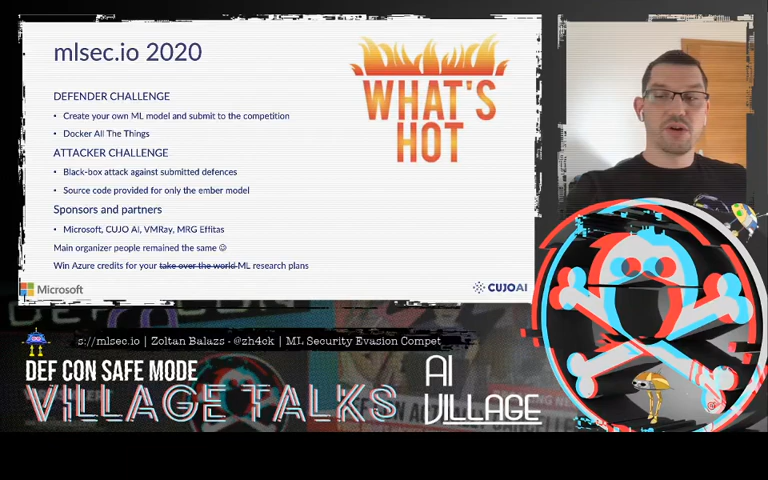 mlsec.io 2020
WHAT'S
HOT
DEFENDER CHALLENGE
• Create your own ML model and submit to the competition
• Docker All The Things
ATTACKER CHALLENGE
• Black-box attack against submitted defences
• Source code provided for only the ember model
Sponsors and partners
• Microsoft, CUJO AI, VMRay, MRG Effitas
Main organizer people remained the same ☺
Win Azure credits for your take over the world ML research plans
Microsoft
CUJOAI
s://mlsec.io | Zoltan Balazs - @zh4ck | ML Security Evasion Compet
DEF CON SAFE MODE
VILLAGE TALKS
AI
VILLAGE